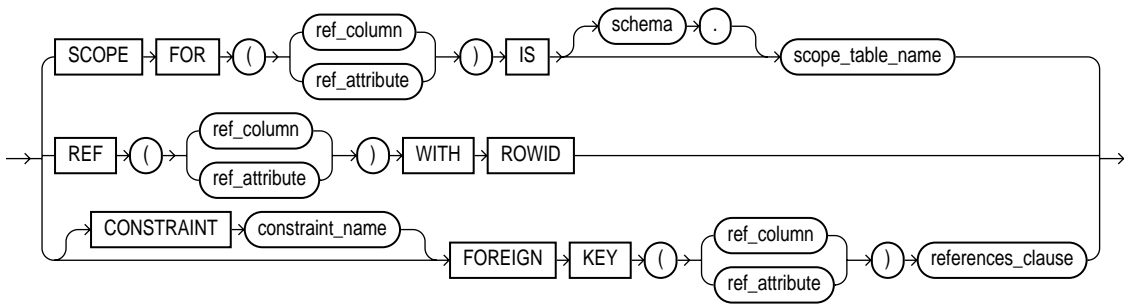 schema .
ref_column
SCOPE FOR ( ) IS scope_table_name
ref_attribute
ref_column
REF ( ) WITH ROWID
ref_attribute
CONSTRAINT constraint_name
ref_column
FOREIGN KEY ( ) references_clause
ref_attribute